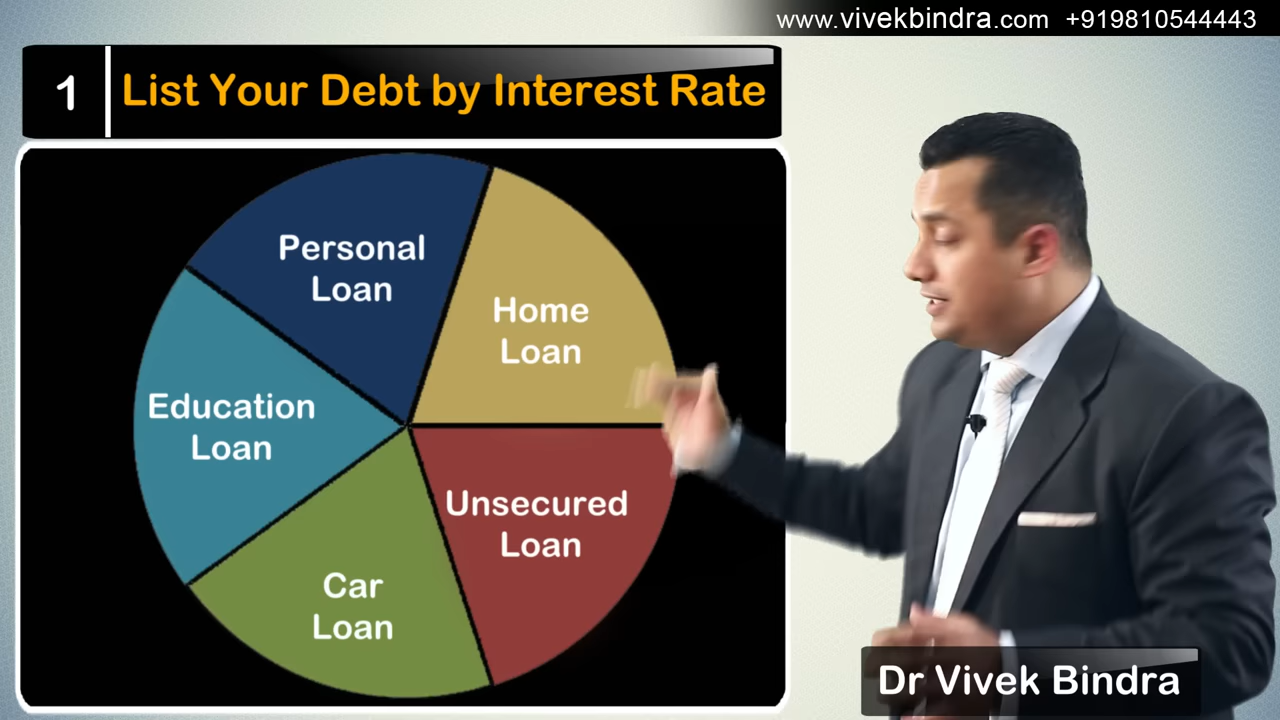 www.vivekbindra.com +919810544443
1
List Your Debt by Interest Rate
Personal
Loan
Home
Loan
Education
Loan
Unsecured
Loan
Car
Loan
Dr Vivek Bindra